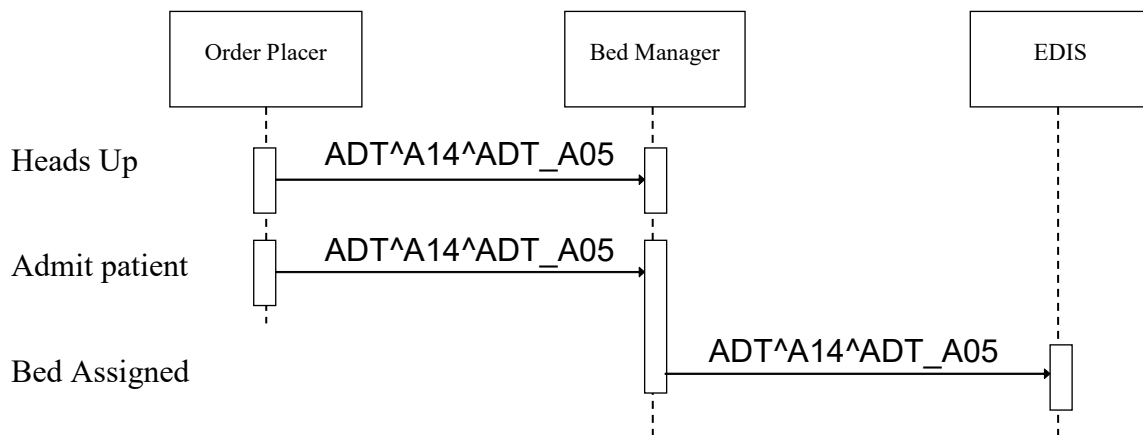 Order Placer
Bed Manager
EDIS
Heads Up
ADT^A14^ADT_A05
Admit patient
ADT^A14^ADT_A05
Bed Assigned
ADT^A14^ADT_A05